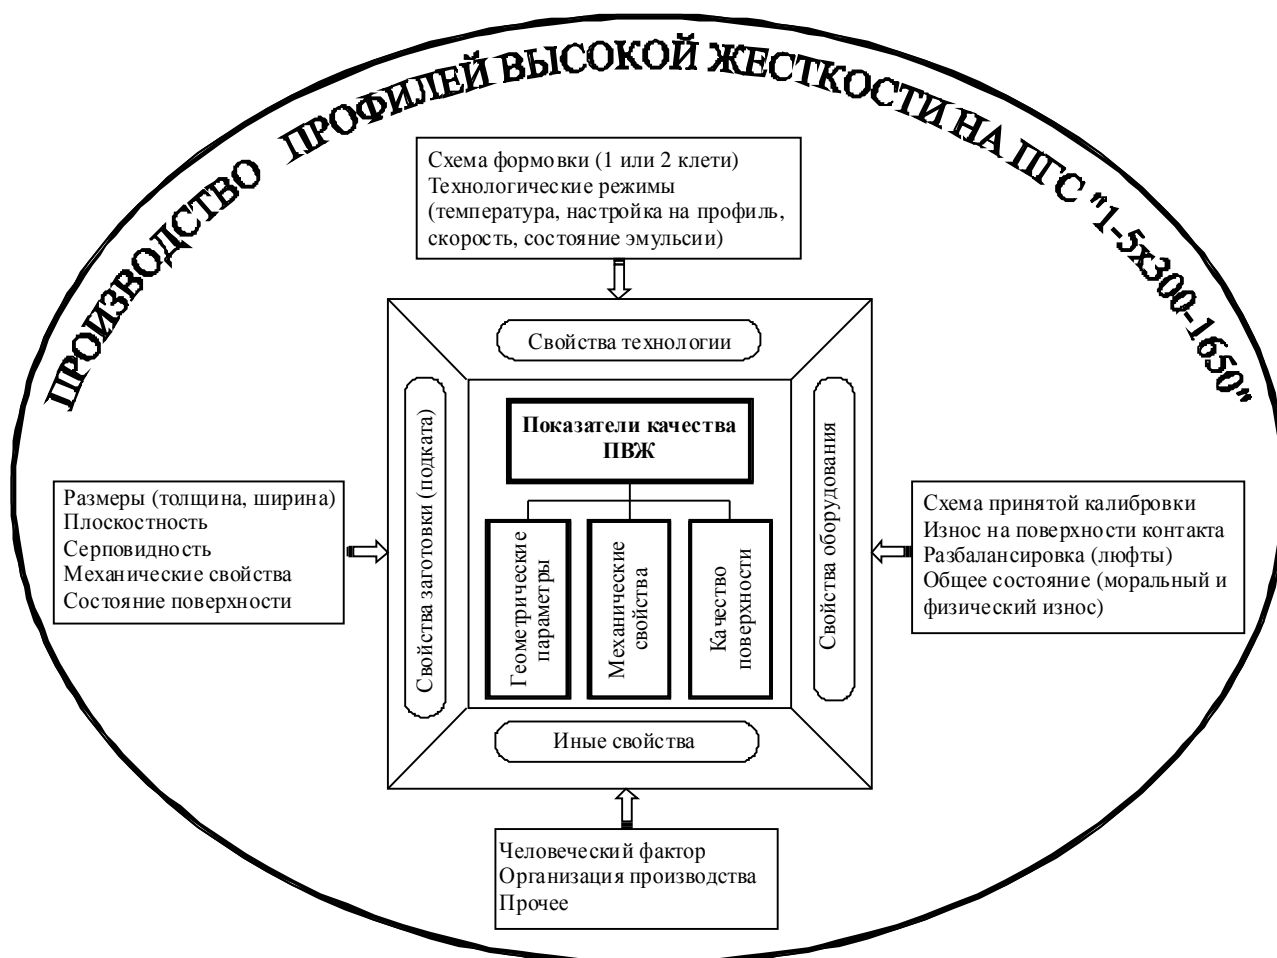 ПРОИЗВОДСТВО ПРОФИЛЕЙ ВЫСОКОЙ ЖЕСТКОСТИ НА ПГС "1-5х300-1650"
Схема формовки (1 или 2 клети)
Технологические режимы
(температура, настройка на профиль,
скорость, состояние эмульсии)
Свойства технологии
Свойства заготовки (подката)
Показатели качества
ПВЖ
Геометрические
параметры
Механические
свойства
Качество
поверхности
Свойства оборудования
Размеры (толщина, ширина)
Плоскостность
Серповидность
Механические свойства
Состояние поверхности
Схема принятой калибровки
Износ на поверхности контакта
Разбалансировка (люфты)
Общее состояние (моральный и
физический износ)
Иные свойства
Человеческий фактор
Организация производства
Прочее